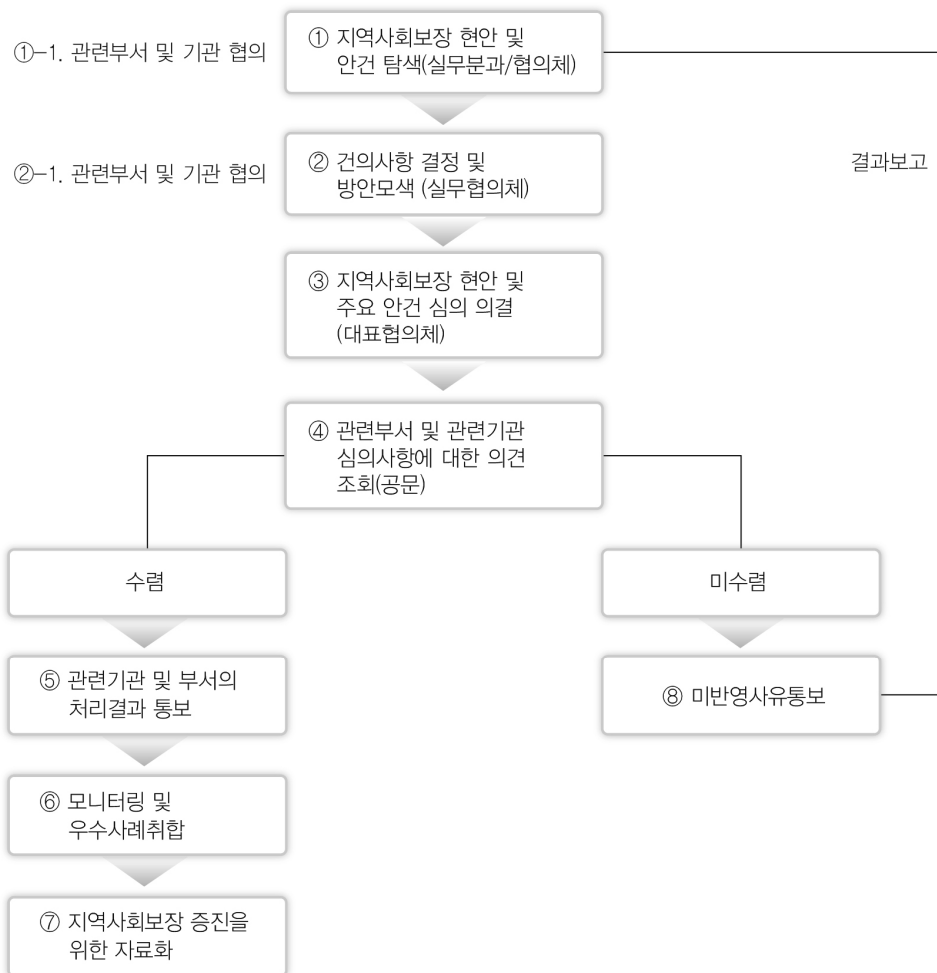 ①-1. 관련부서 및 기관 협의
① 지역사회보장 현안 및
안건 탐색(실무분과/협의체)
②-1. 관련부서 및 기관 협의
② 건의사항 결정 및
방안모색 (실무협의체)
결과보고
③ 지역사회보장 현안 및
주요 안건 심의 의결
(대표협의체)
④ 관련부서 및 관련기관
심의사항에 대한 의견
조회(공문)
수렴
미수렴
⑤ 관련기관 및 부서의
처리결과 통보
⑧ 미반영사유통보
⑥ 모니터링 및
우수사례취합
⑦ 지역사회보장 증진을
위한 자료화